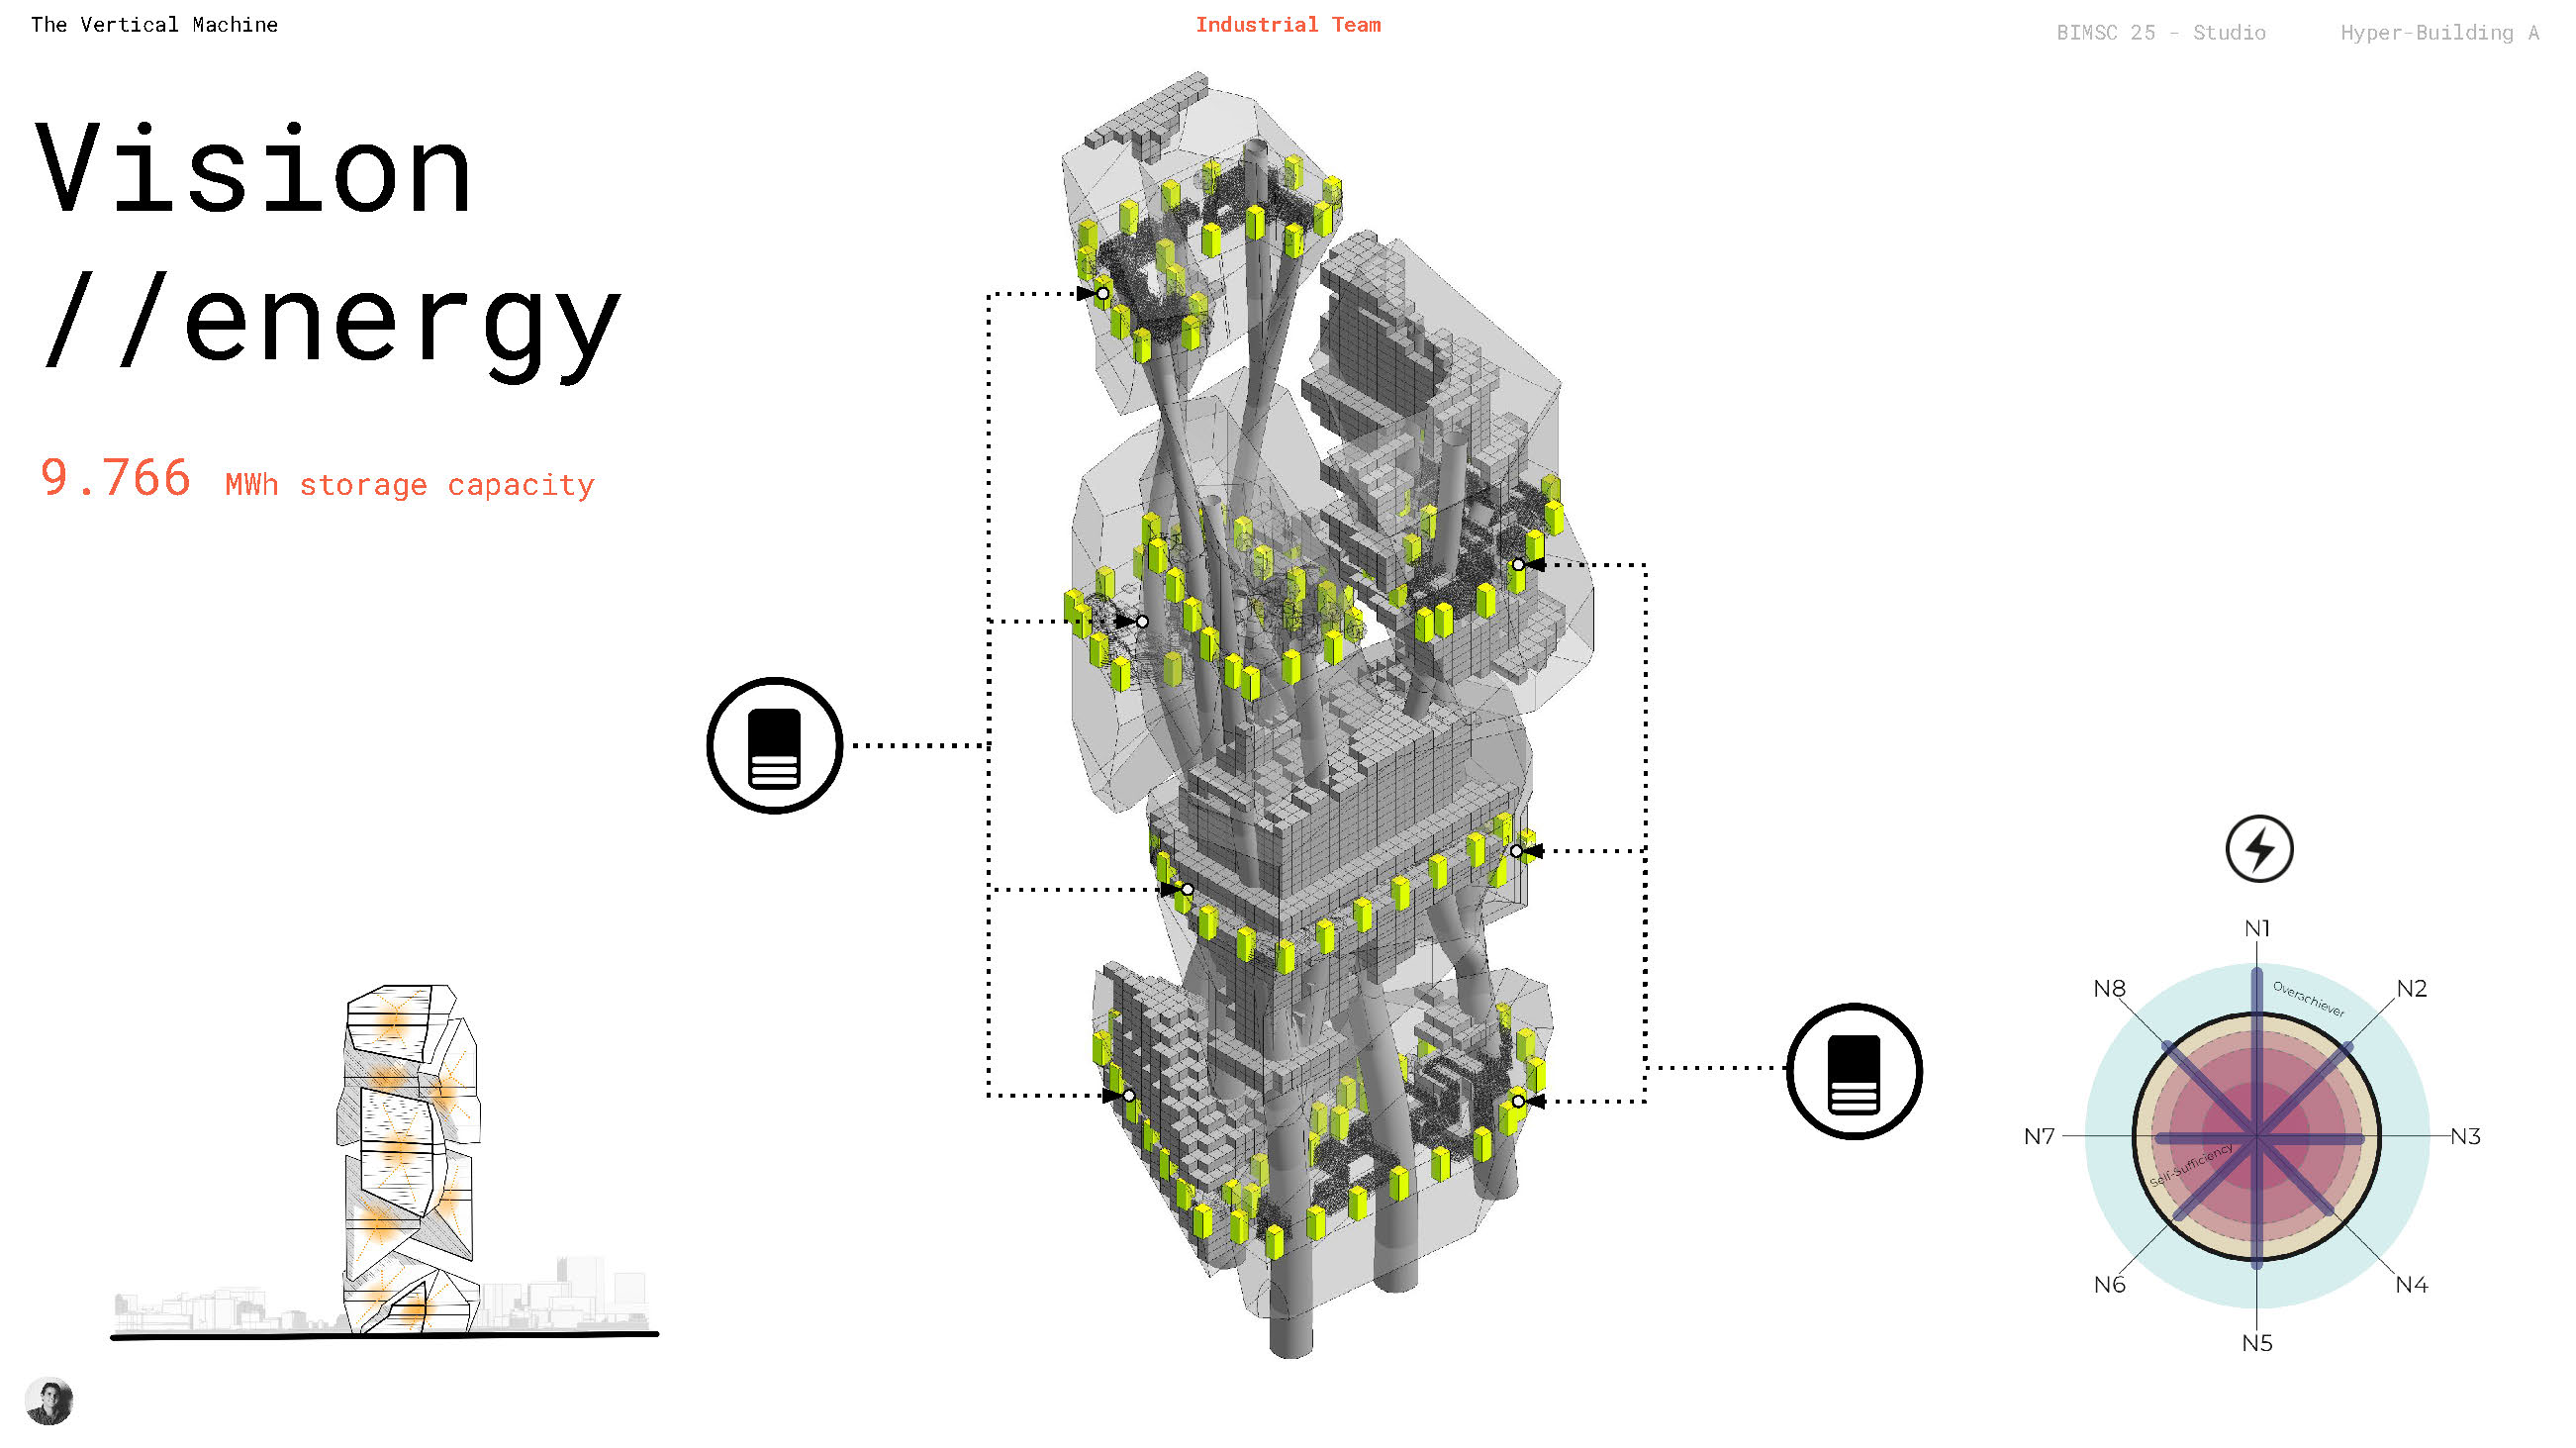 The Vertical Machine
Industrial Team
BIMSC 25 - Studio
Hyper-Building A
Vision
//energy
9.766 MWh storage capacity
N1
N8
N2
Overachiever
N7
N3
Self-Sufficiency
N6
N4
N5